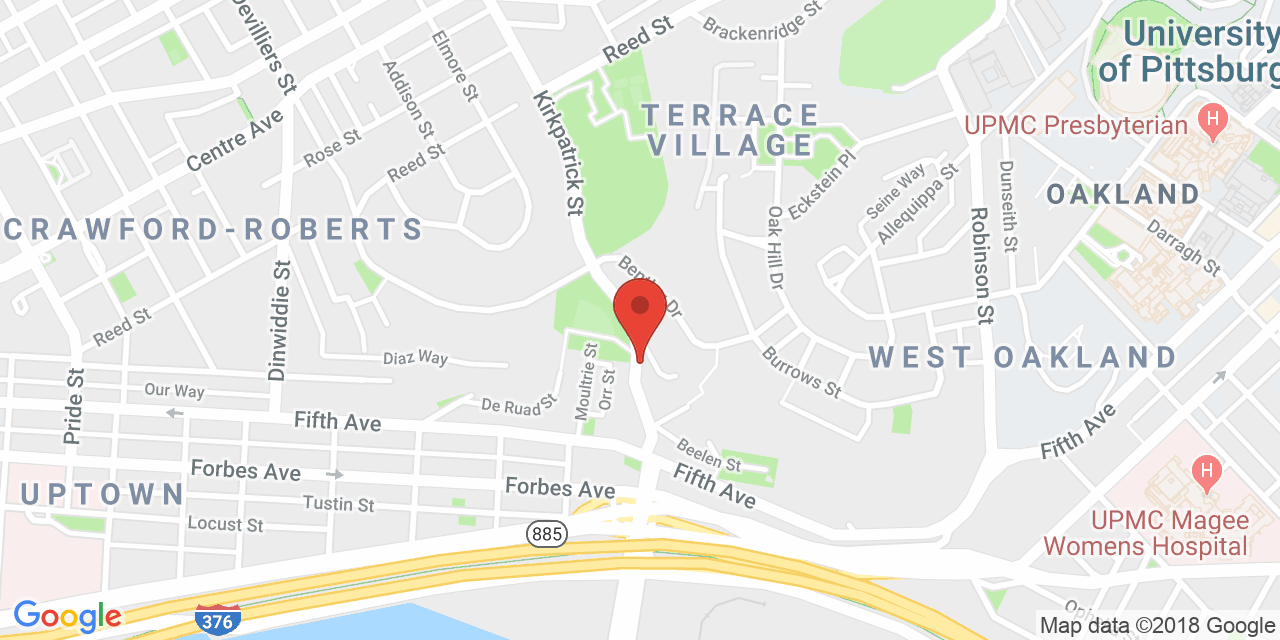 University
of Pittsburg
Brackenridge St
Reed St
Devilliers St
Elmore St
Addison St
Kirkpatrick St
TERRACE
VILLAGE
UPMC Presbyterian
H
Centre Ave
Rose St
Reed St
Eckstein Pl
Seine Way
Allequippa St
Dunseith St
OAKLAND
Darragh St
CRAWFORD-ROBERTS
Oak Hill Dr
Robinson St
Dr
Dinwiddie St
Reed St
Diaz Way
Moultrie St
Orr St
Burrows St
WEST OAKLAND
Our Way
Pride St
De Ruad St
Fifth Ave
Fifth Ave
Beelen St
Forbes Ave
Forbes Ave
Fifth Ave
UPTOWN
Tustin St
Locust St
885
H
UPMC Magee
Womens Hospital
376
Google
Map data ©2018 Google